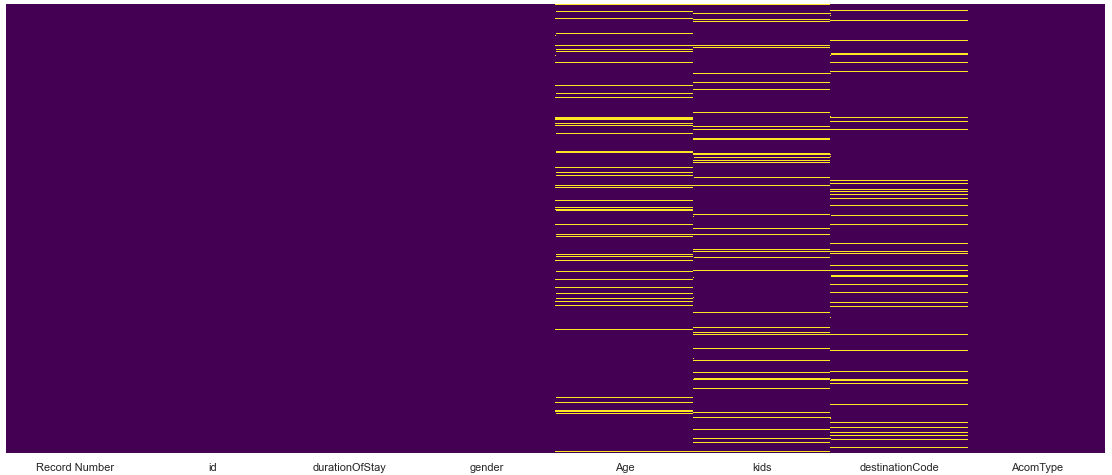 Record Number id durationOfStay gender Age kids destinationCode AcomType